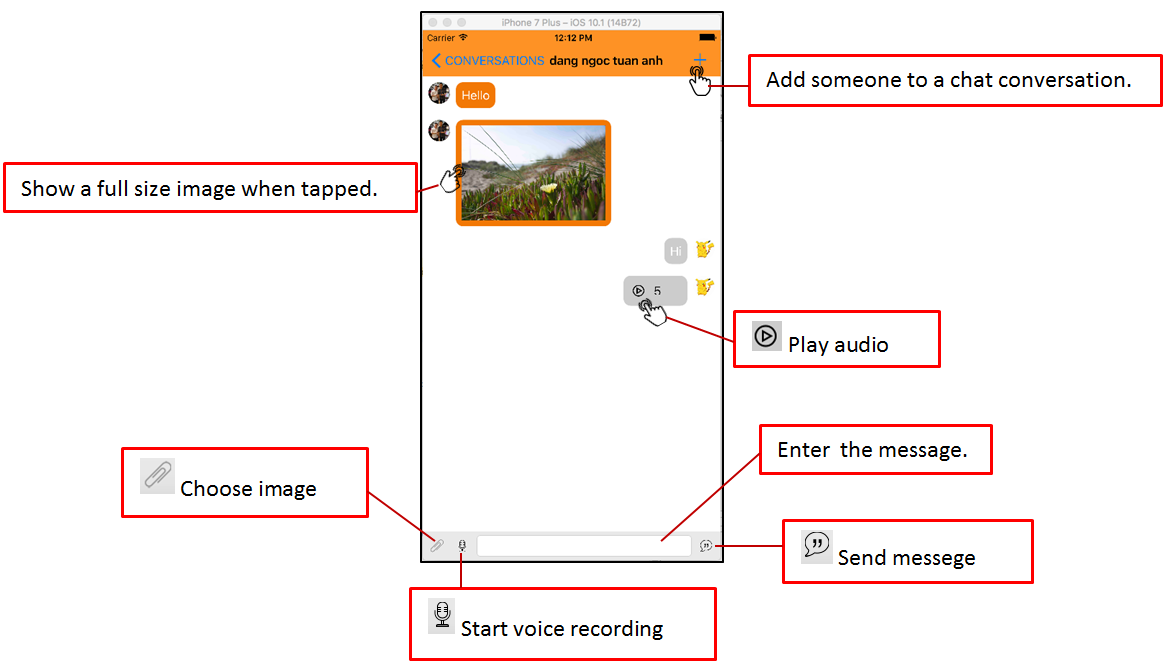 iPhone 7 Plus – iOS 10.1 (14B72)
Carrier 12:12 PM
CONVERSATIONS dang ngoc tuan anh
Add someone to a chat conversation.
Hello
Show a full size image when tapped.
Hi
5
Play audio
Enter the message.
Choose image
Send messege
Start voice recording